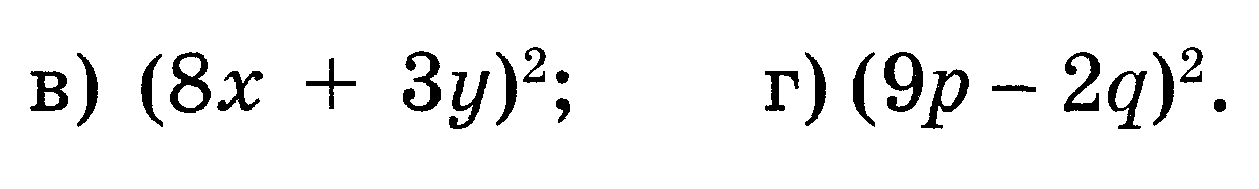 в) (8x + 3y)²; г) (9p – 2q)².